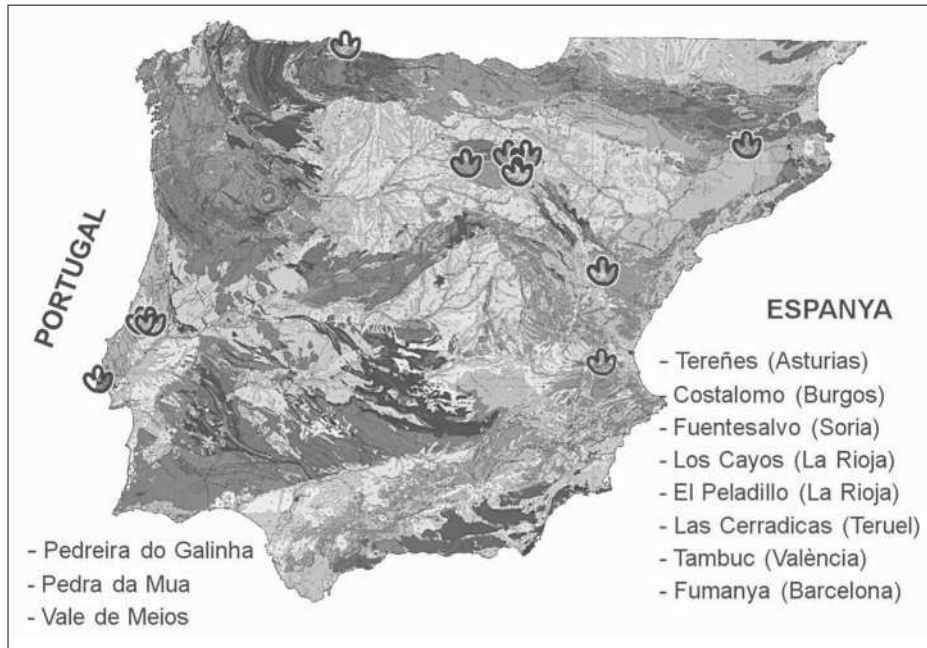 PORTUGAL
- Pedreira do Galinha
- Pedra da Mua
- Vale de Meios
ESPANYA
- Tereñes (Asturias)
- Costalomo (Burgos)
- Fuentesalvo (Soria)
- Los Cayos (La Rioja)
- El Peladillo (La Rioja)
- Las Cerradicas (Teruel)
- Tambuc (València)
- Fumanya (Barcelona)